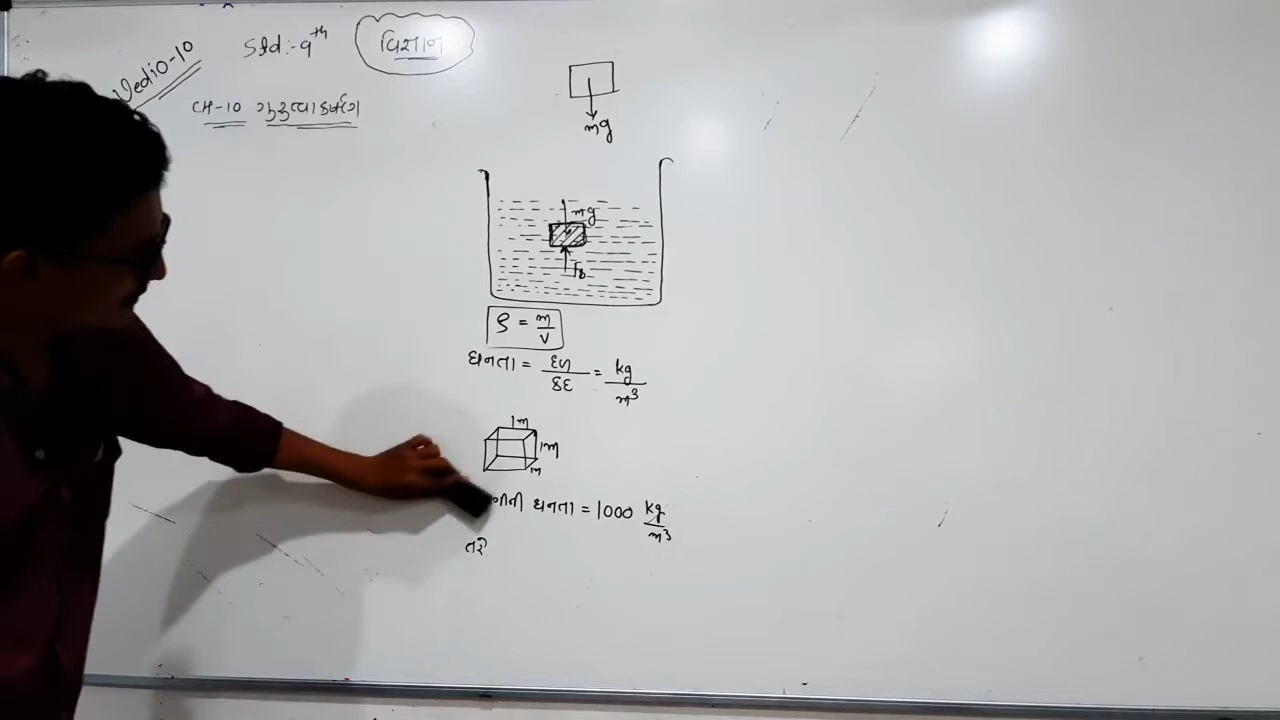 Vedio-10
Std:- 9th
વિજ્ઞાન
CH-10 ગુરુત્વાકર્ષણ
mg
mg
Fb
ρ = m/V
ઘનતા = દળ/કદ = kg/m³
1m
1m
1m
ઘનતા = 1000 kg/m³
તરે